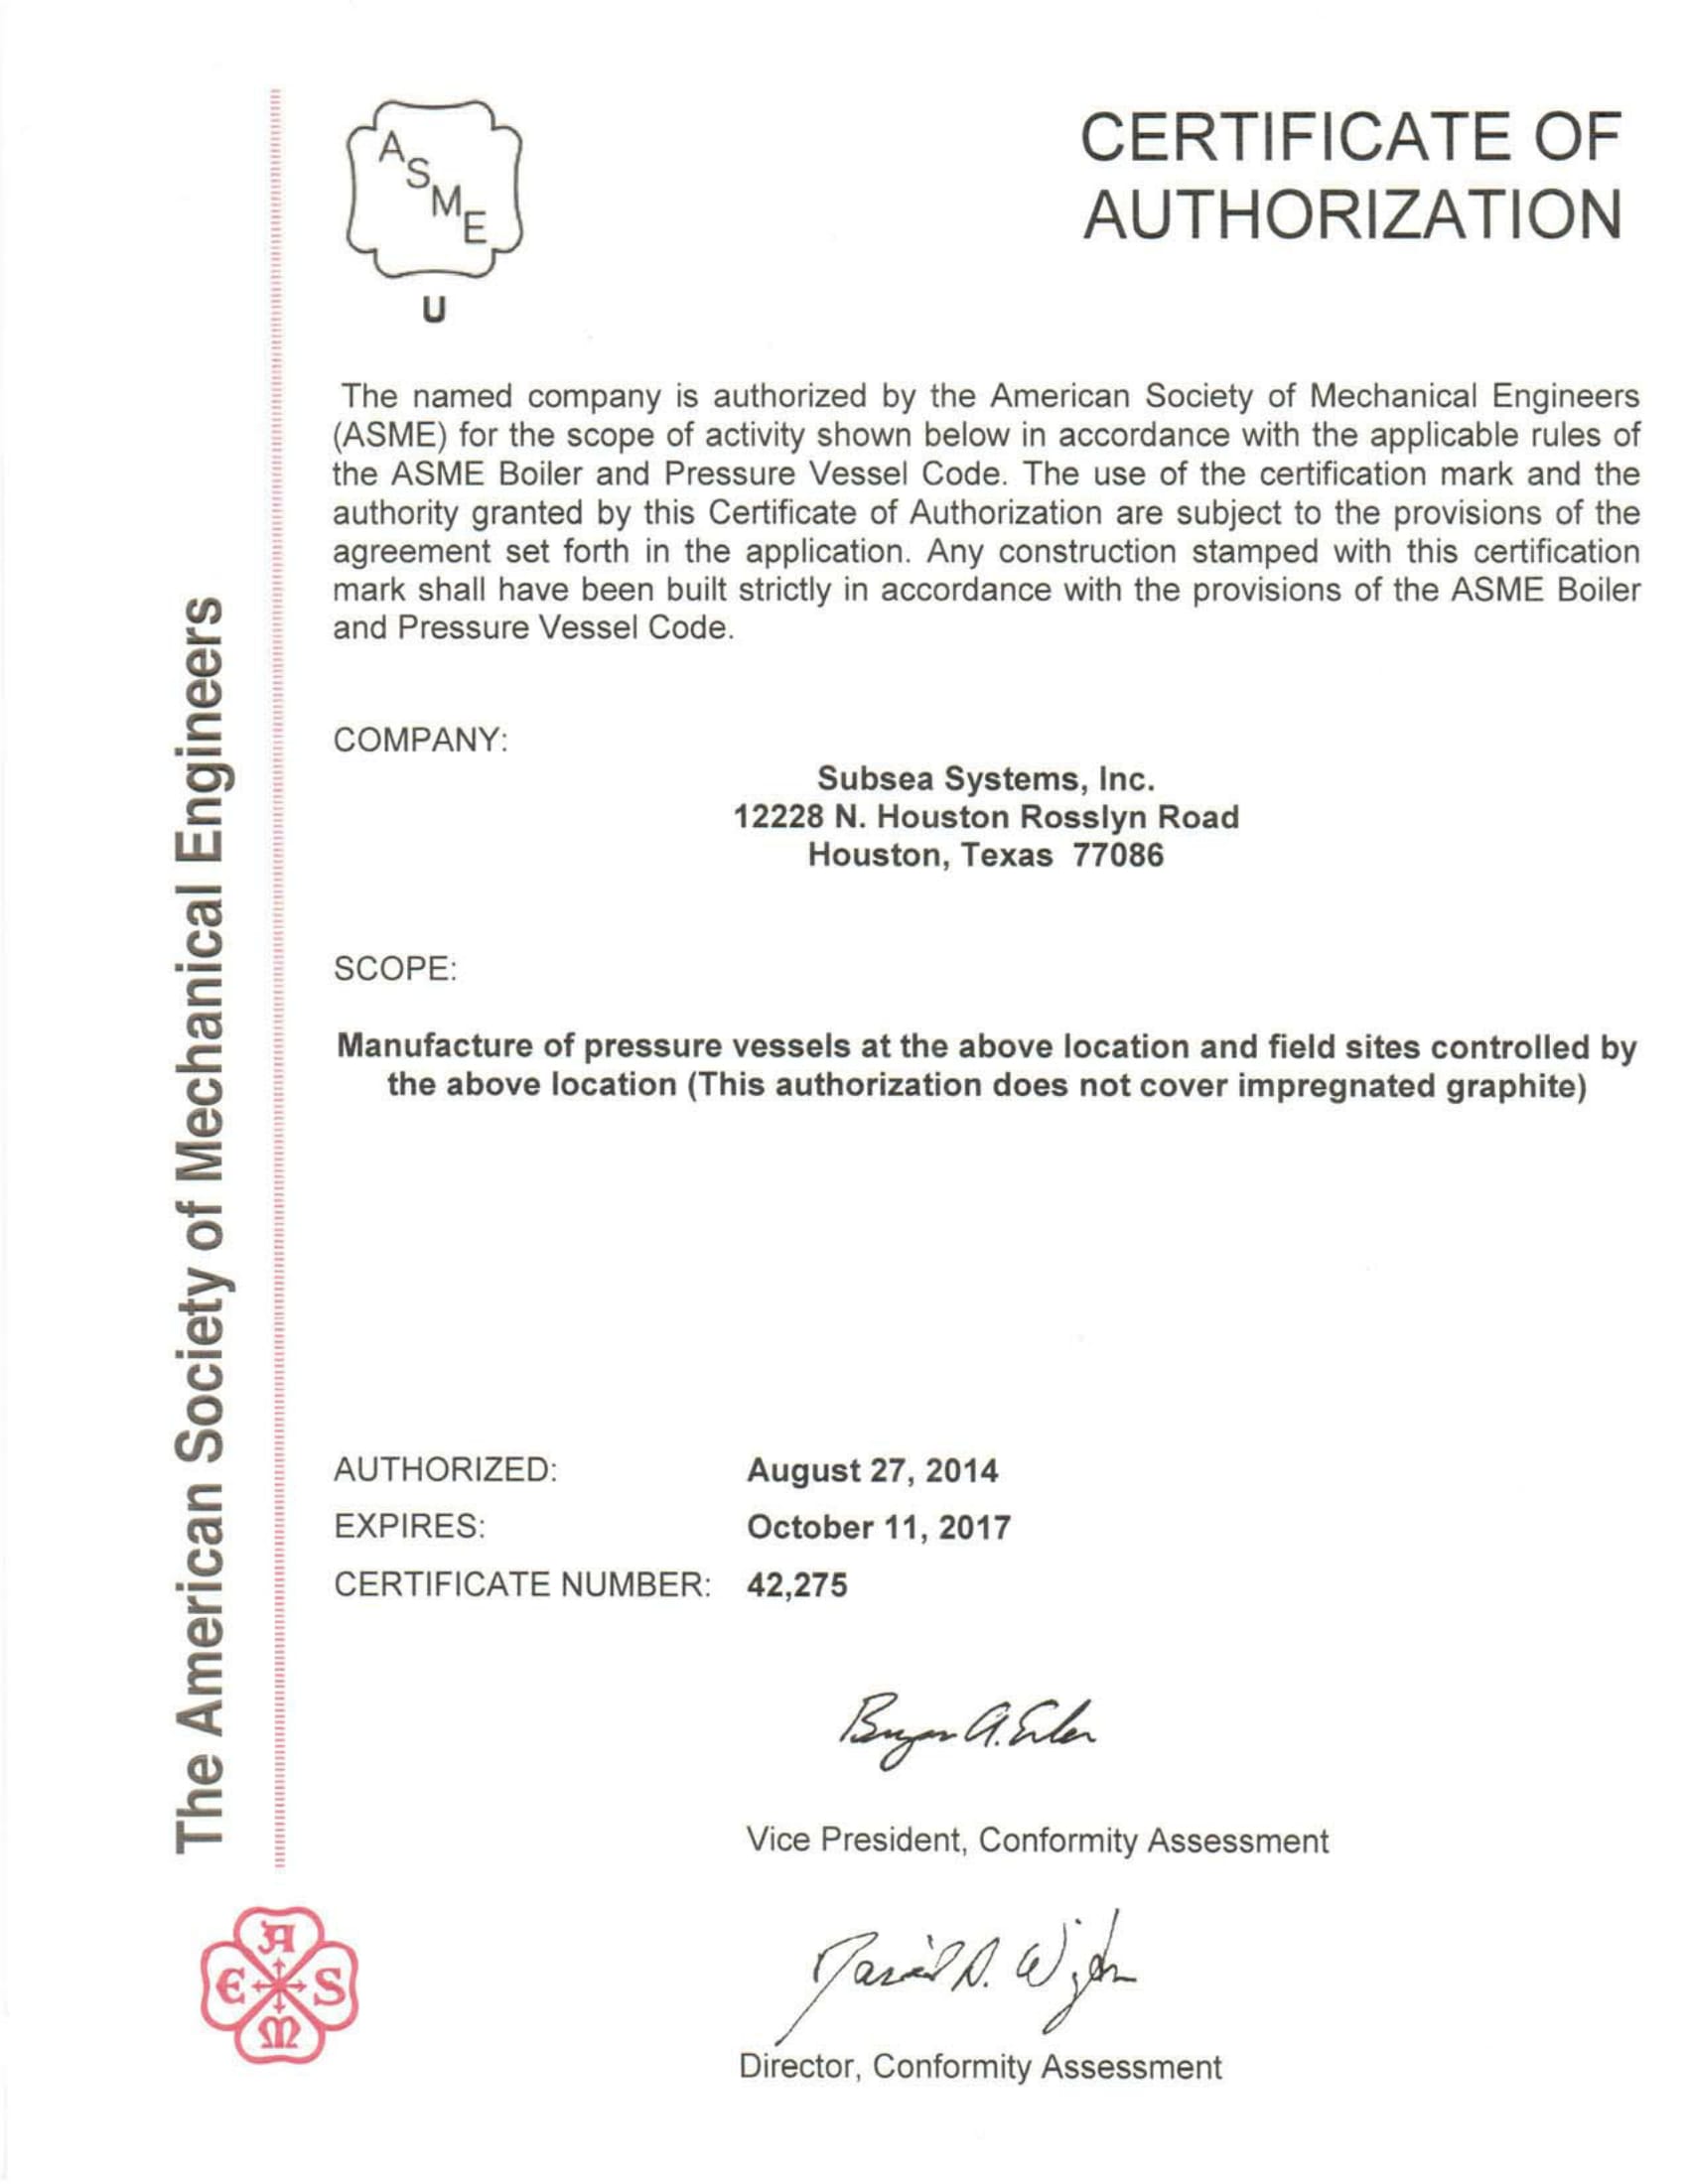 ASME
U
CERTIFICATE OF
AUTHORIZATION
The named company is authorized by the American Society of Mechanical Engineers
(ASME) for the scope of activity shown below in accordance with the applicable rules of
the ASME Boiler and Pressure Vessel Code. The use of the certification mark and the
authority granted by this Certificate of Authorization are subject to the provisions of the
agreement set forth in the application. Any construction stamped with this certification
mark shall have been built strictly in accordance with the provisions of the ASME Boiler
and Pressure Vessel Code.
COMPANY:
Subsea Systems, Inc.
12228 N. Houston Rosslyn Road
Houston, Texas 77086
SCOPE:
Manufacture of pressure vessels at the above location and field sites controlled by
the above location (This authorization does not cover impregnated graphite)
AUTHORIZED: August 27, 2014
EXPIRES: October 11, 2017
CERTIFICATE NUMBER: 42,275
Vice President, Conformity Assessment
Director, Conformity Assessment
The American Society of Mechanical Engineers
ASME